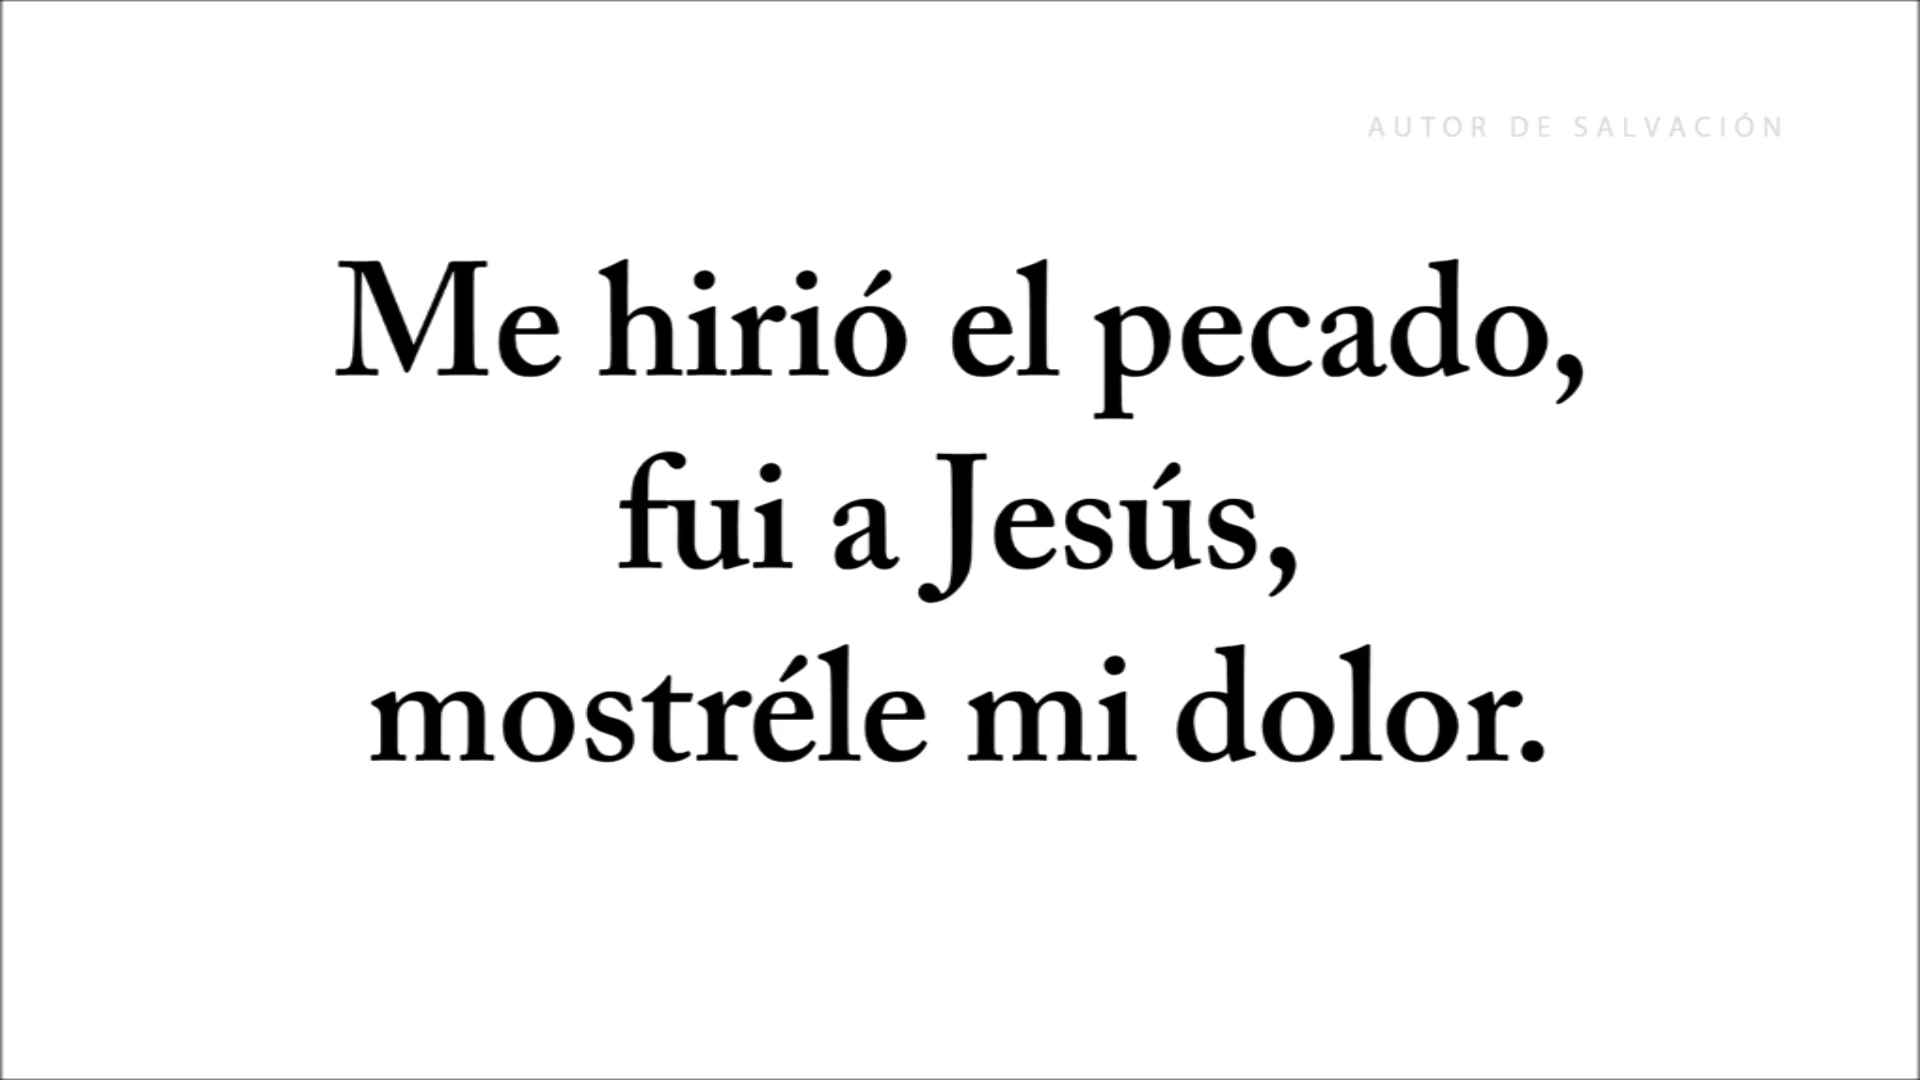 AUTOR DE SALVACIÓN
Me hirió el pecado,
fui a Jesús,
mostréle mi dolor.